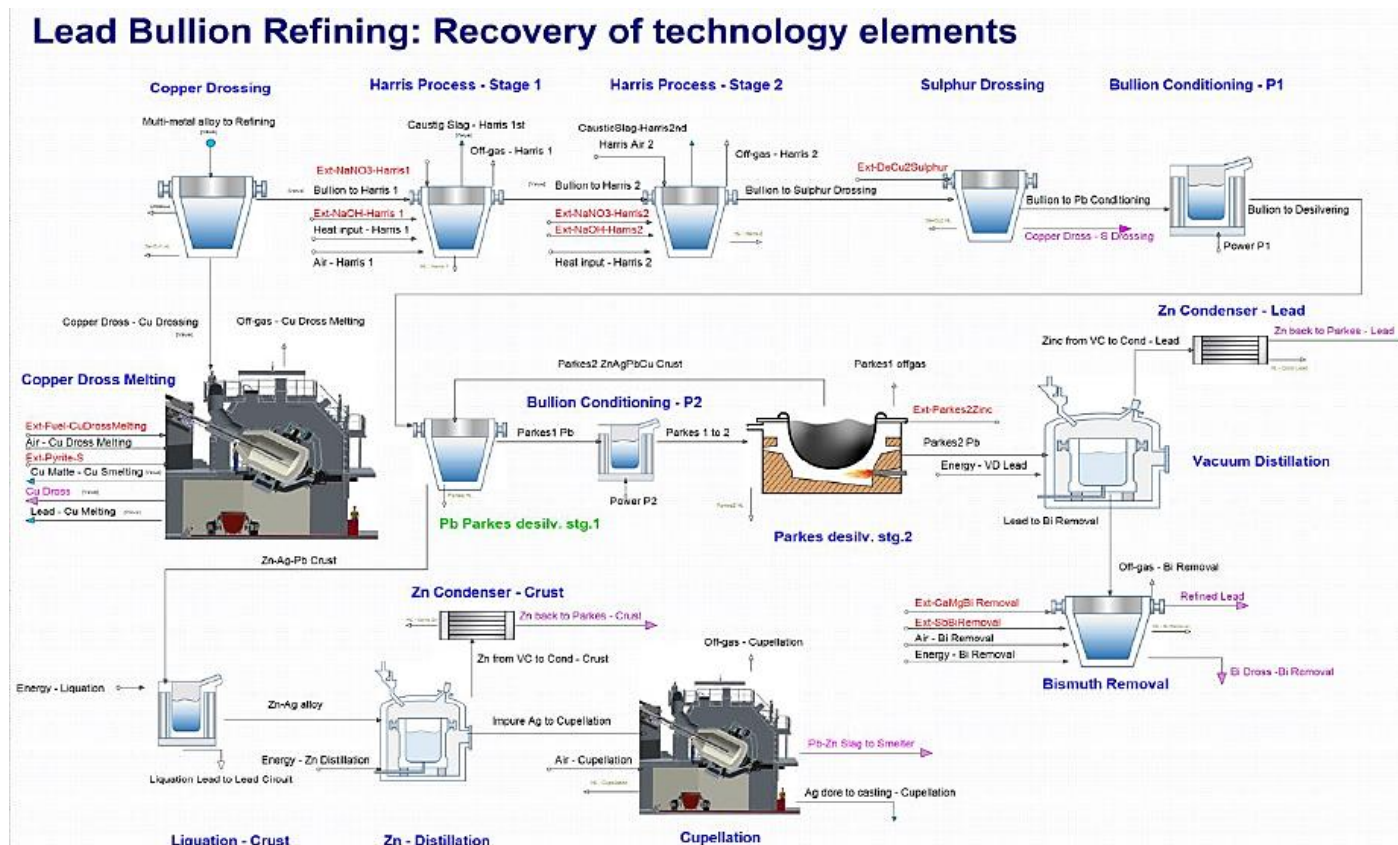 Lead Bullion Refining: Recovery of technology elements
Copper Drossing
Harris Process - Stage 1
Harris Process - Stage 2
Sulphur Drossing
Bullion Conditioning - P1
Multi-metal alloy to Refining
Caustig Slag - Harris 1st
Off-gas - Harris 1
CausticSlag-Harris2nd
Harris Air 2
Off-gas - Harris 2
Ext-NaNO3-Harris1
Bullion to Harris 1
Ext-NaOH-Harris 1
Heat input - Harris 1
Air - Harris 1
Bullion to Harris 2
Ext-NaNO3-Harris2
Ext-NaOH-Harris2
Heat input - Harris 2
Bullion to Sulphur Drossing
Ext-DeCu2Sulphur
Bullion to Pb Conditioning
Copper Dross - S Drossing
Bullion to Desilvering
Power P1
Copper Dross - Cu Drossing
Off-gas - Cu Dross Melting
Zn Condenser - Lead
Zinc from VC to Cond - Lead
Zn back to Parkes - Lead
Copper Dross Melting
Parkes2 ZnAgPbCu Crust
Parkes1 offgas
Bullion Conditioning - P2
Ext-Parkes2Zinc
Ext-Fuel-CuDrossMelting
Air - Cu Dross Melting
Ext-Pyrite-S
Cu Matte - Cu Smelting
Cu Dross
Lead - Cu Melting
Parkes1 Pb
Parkes 1 to 2
Parkes2 Pb
Energy - VD Lead
Vacuum Distillation
Power P2
Pb Parkes desilv. stg.1
Parkes desilv. stg.2
Lead to Bi Removal
Zn-Ag-Pb Crust
Off-gas - Bi Removal
Zn Condenser - Crust
Zn back to Parkes - Crust
Ext-CaMgBi Removal
Ext-SbBiRemoval
Air - Bi Removal
Energy - Bi Removal
Refined Lead
Bi Dross -Bi Removal
Bismuth Removal
Off-gas - Cupellation
Zn from VC to Cond - Crust
Energy - Liquation
Zn-Ag alloy
Impure Ag to Cupellation
Pb-Zn Slag to Smelter
Energy - Zn Distillation
Air - Cupellation
Liquation Lead to Lead Circuit
Ag dore to casting - Cupellation
Liquation - Crust
Zn - Distillation
Cupellation